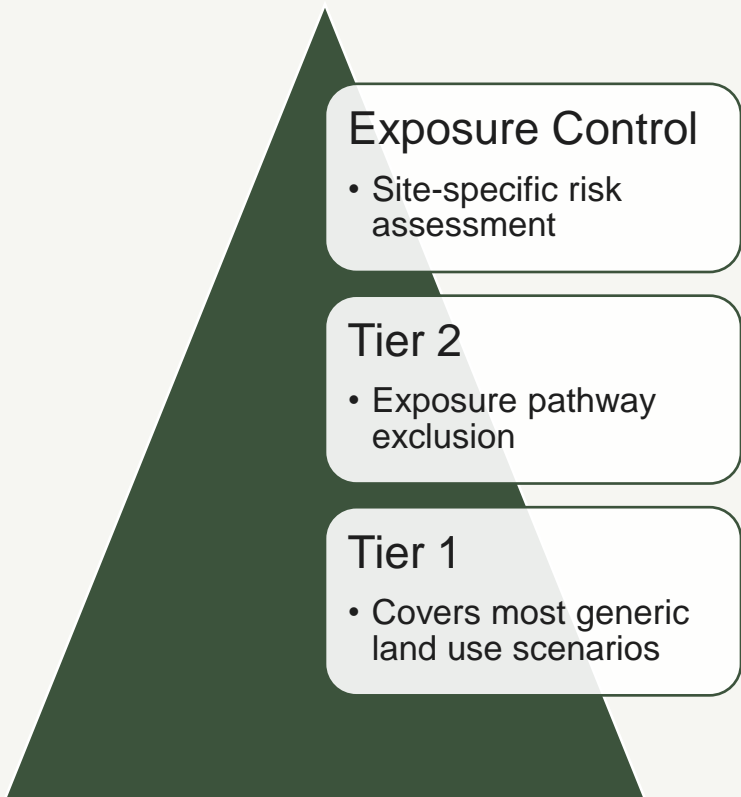 Exposure Control
• Site-specific risk
assessment
Tier 2
• Exposure pathway
exclusion
Tier 1
• Covers most generic
land use scenarios